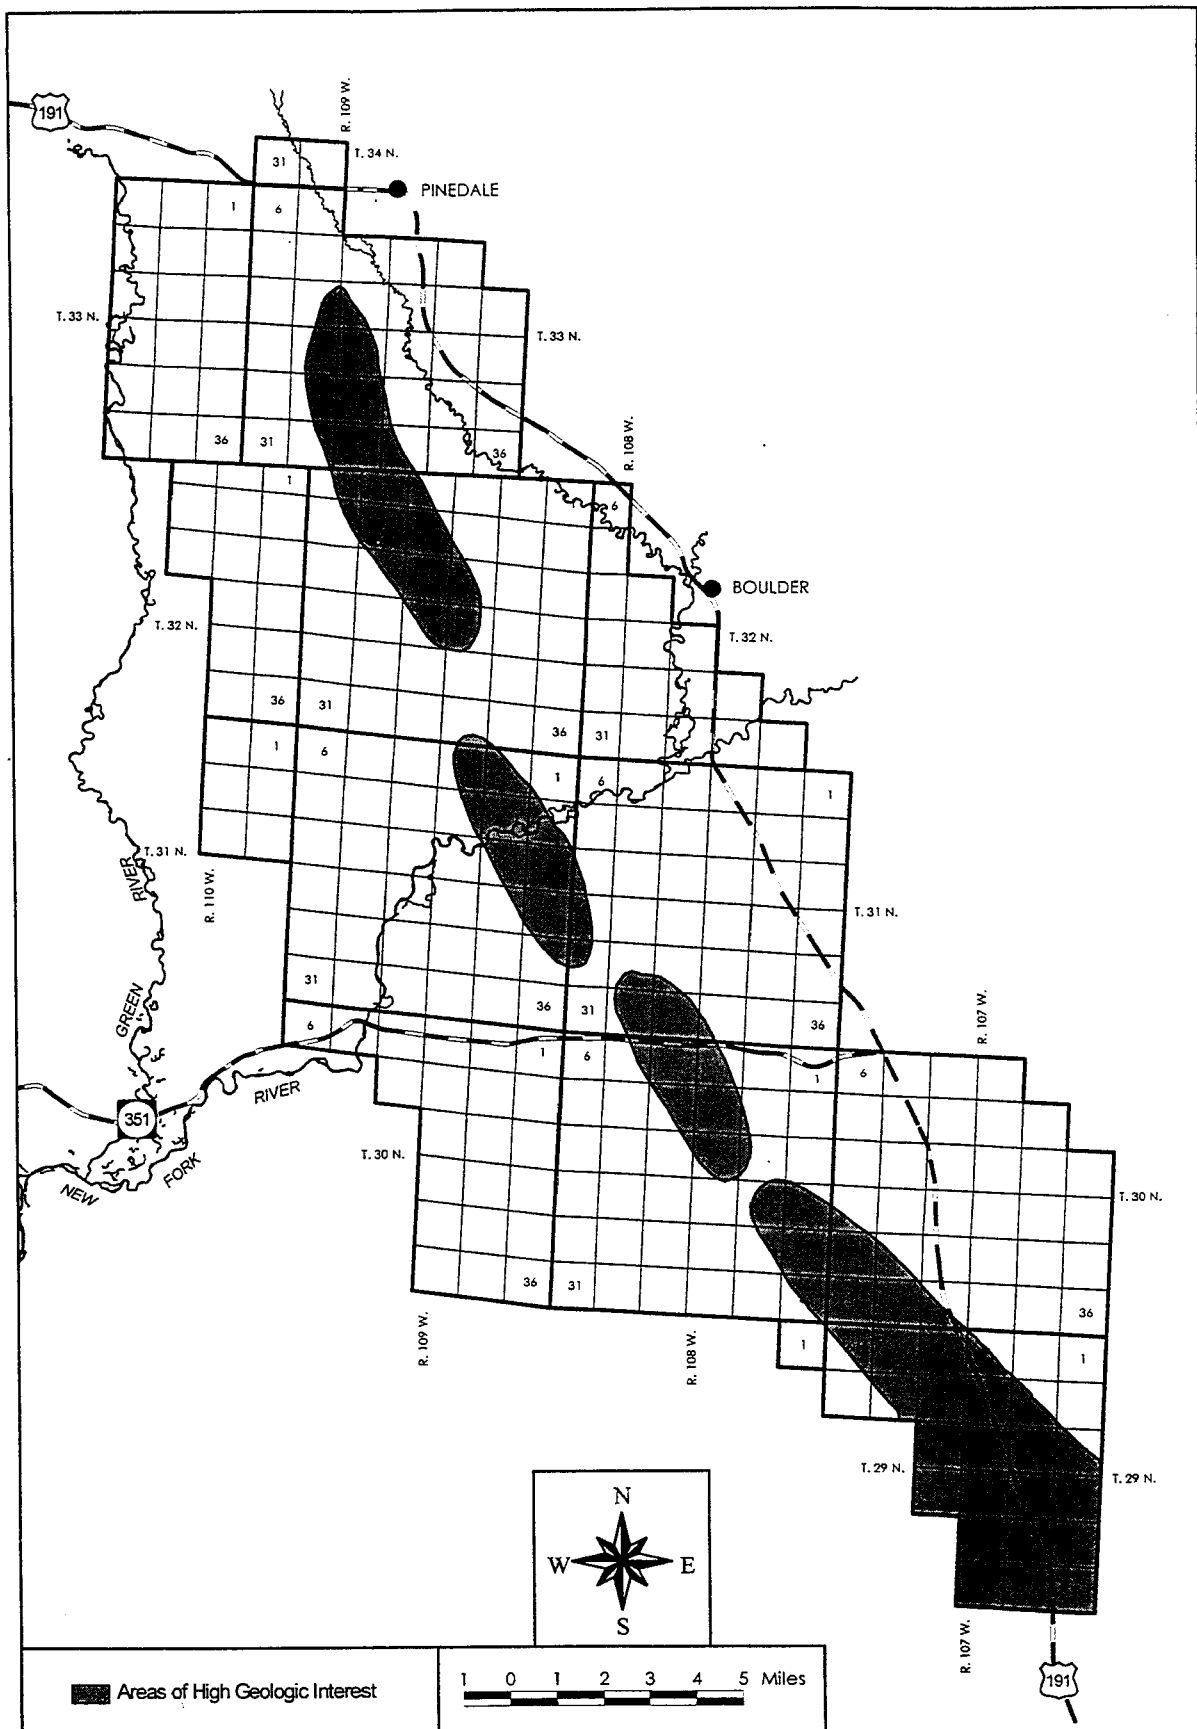 191
R. 109 W.
31
T. 34 N.
PINEDALE
1
6
T. 33 N.
T. 33 N.
36
31
36
R. 108 W.
1
6
BOULDER
T. 32 N.
T. 32 N.
36
31
36
31
1
6
1
6
1
T. 31 N.
RIVER
R. 110 W.
T. 31 N.
GREEN
31
36
31
36
R. 107 W.
6
1
6
1
6
RIVER
351
FORK
NEW
T. 30 N.
T. 30 N.
36
31
36
R. 109 W.
R. 108 W.
1
1
T. 29 N.
T. 29 N.
N
W
E
S
R. 107 W.
191
Areas of High Geologic Interest
1 0 1 2 3 4 5 Miles